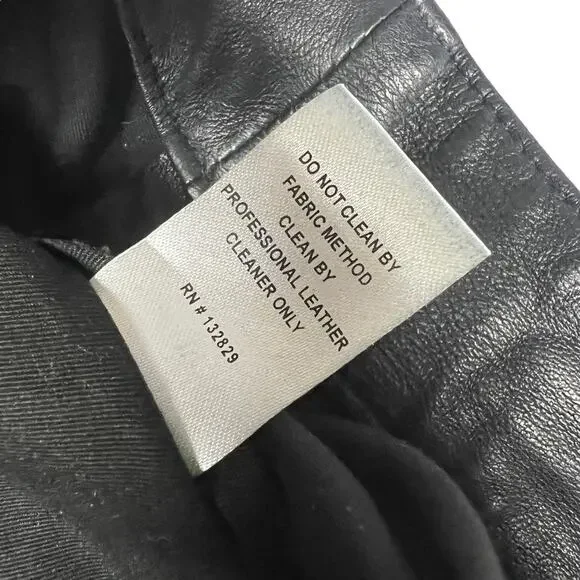 DO NOT CLEAN BY
FABRIC METHOD
CLEAN BY
PROFESSIONAL LEATHER
CLEANER ONLY
RN # 132829